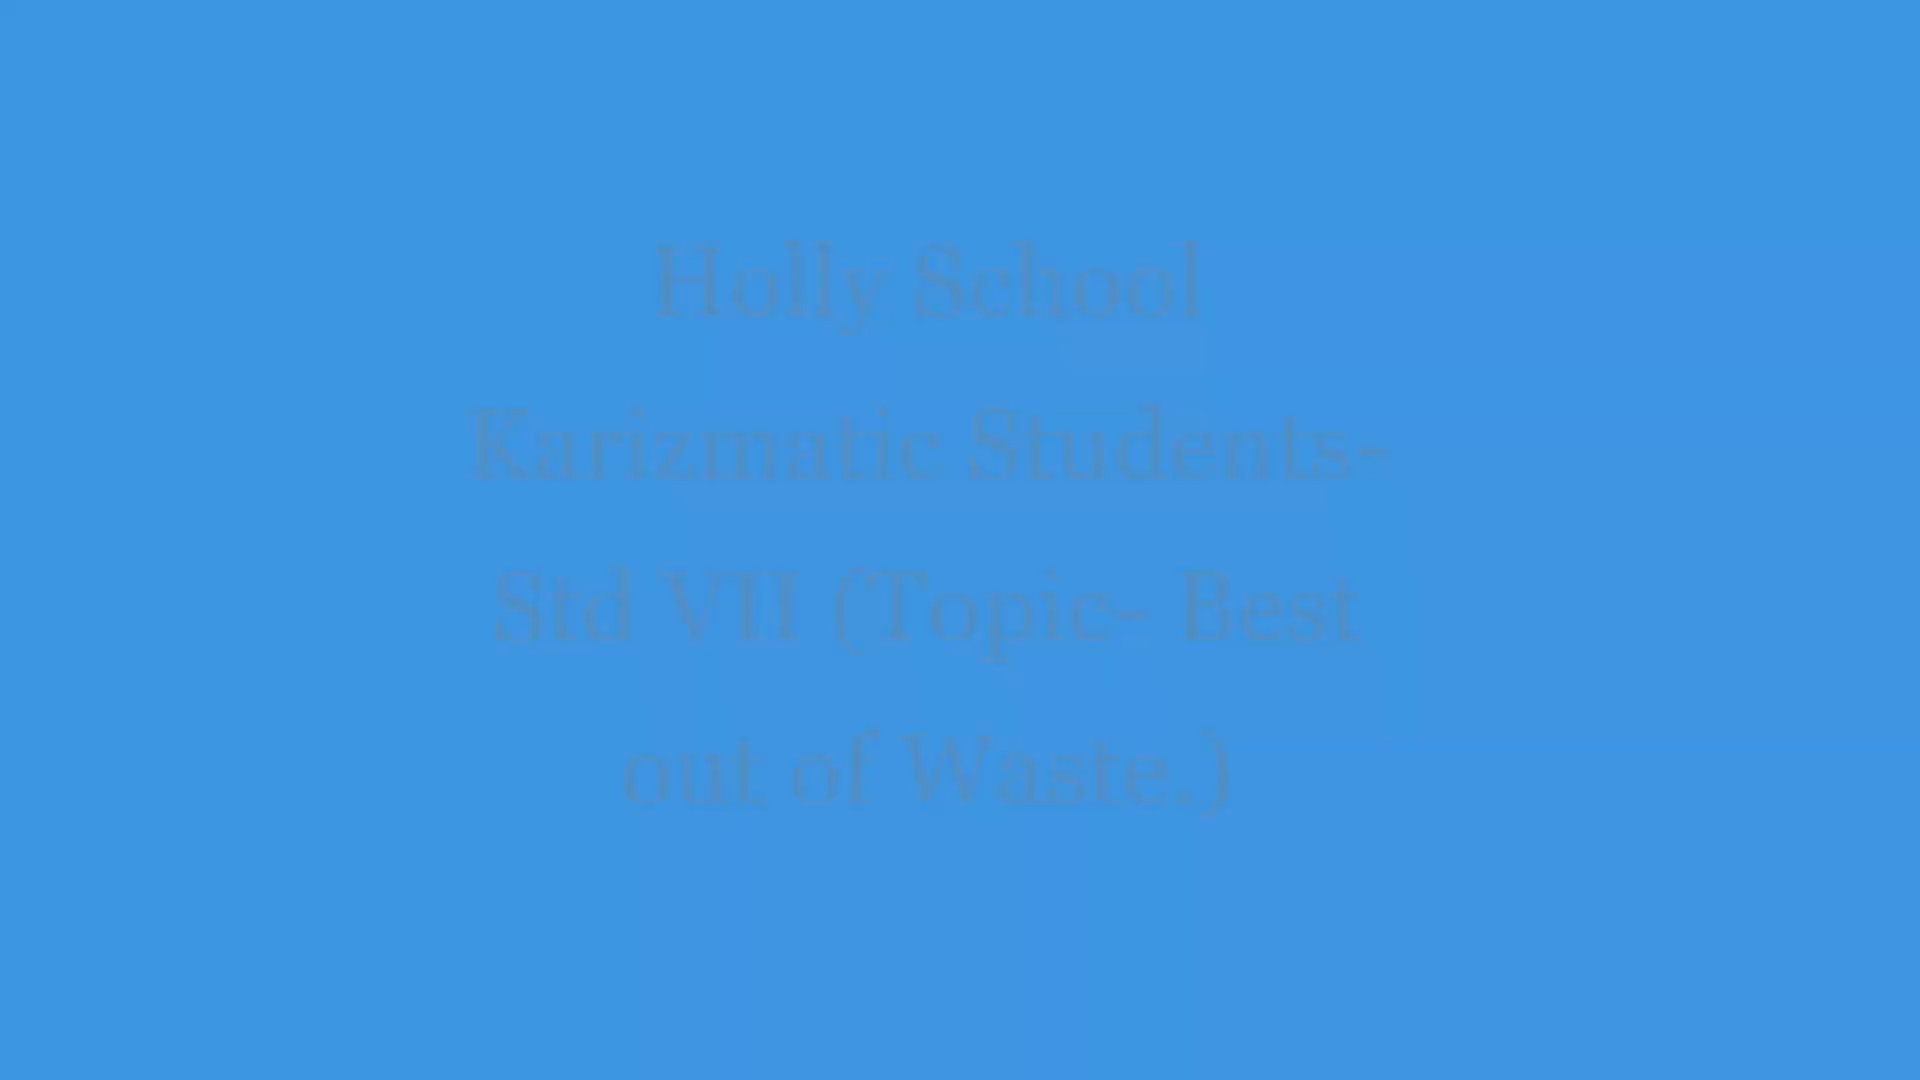 Holly School
Karizmatic Students-
Std VII (Topic- Best
out of Waste.)